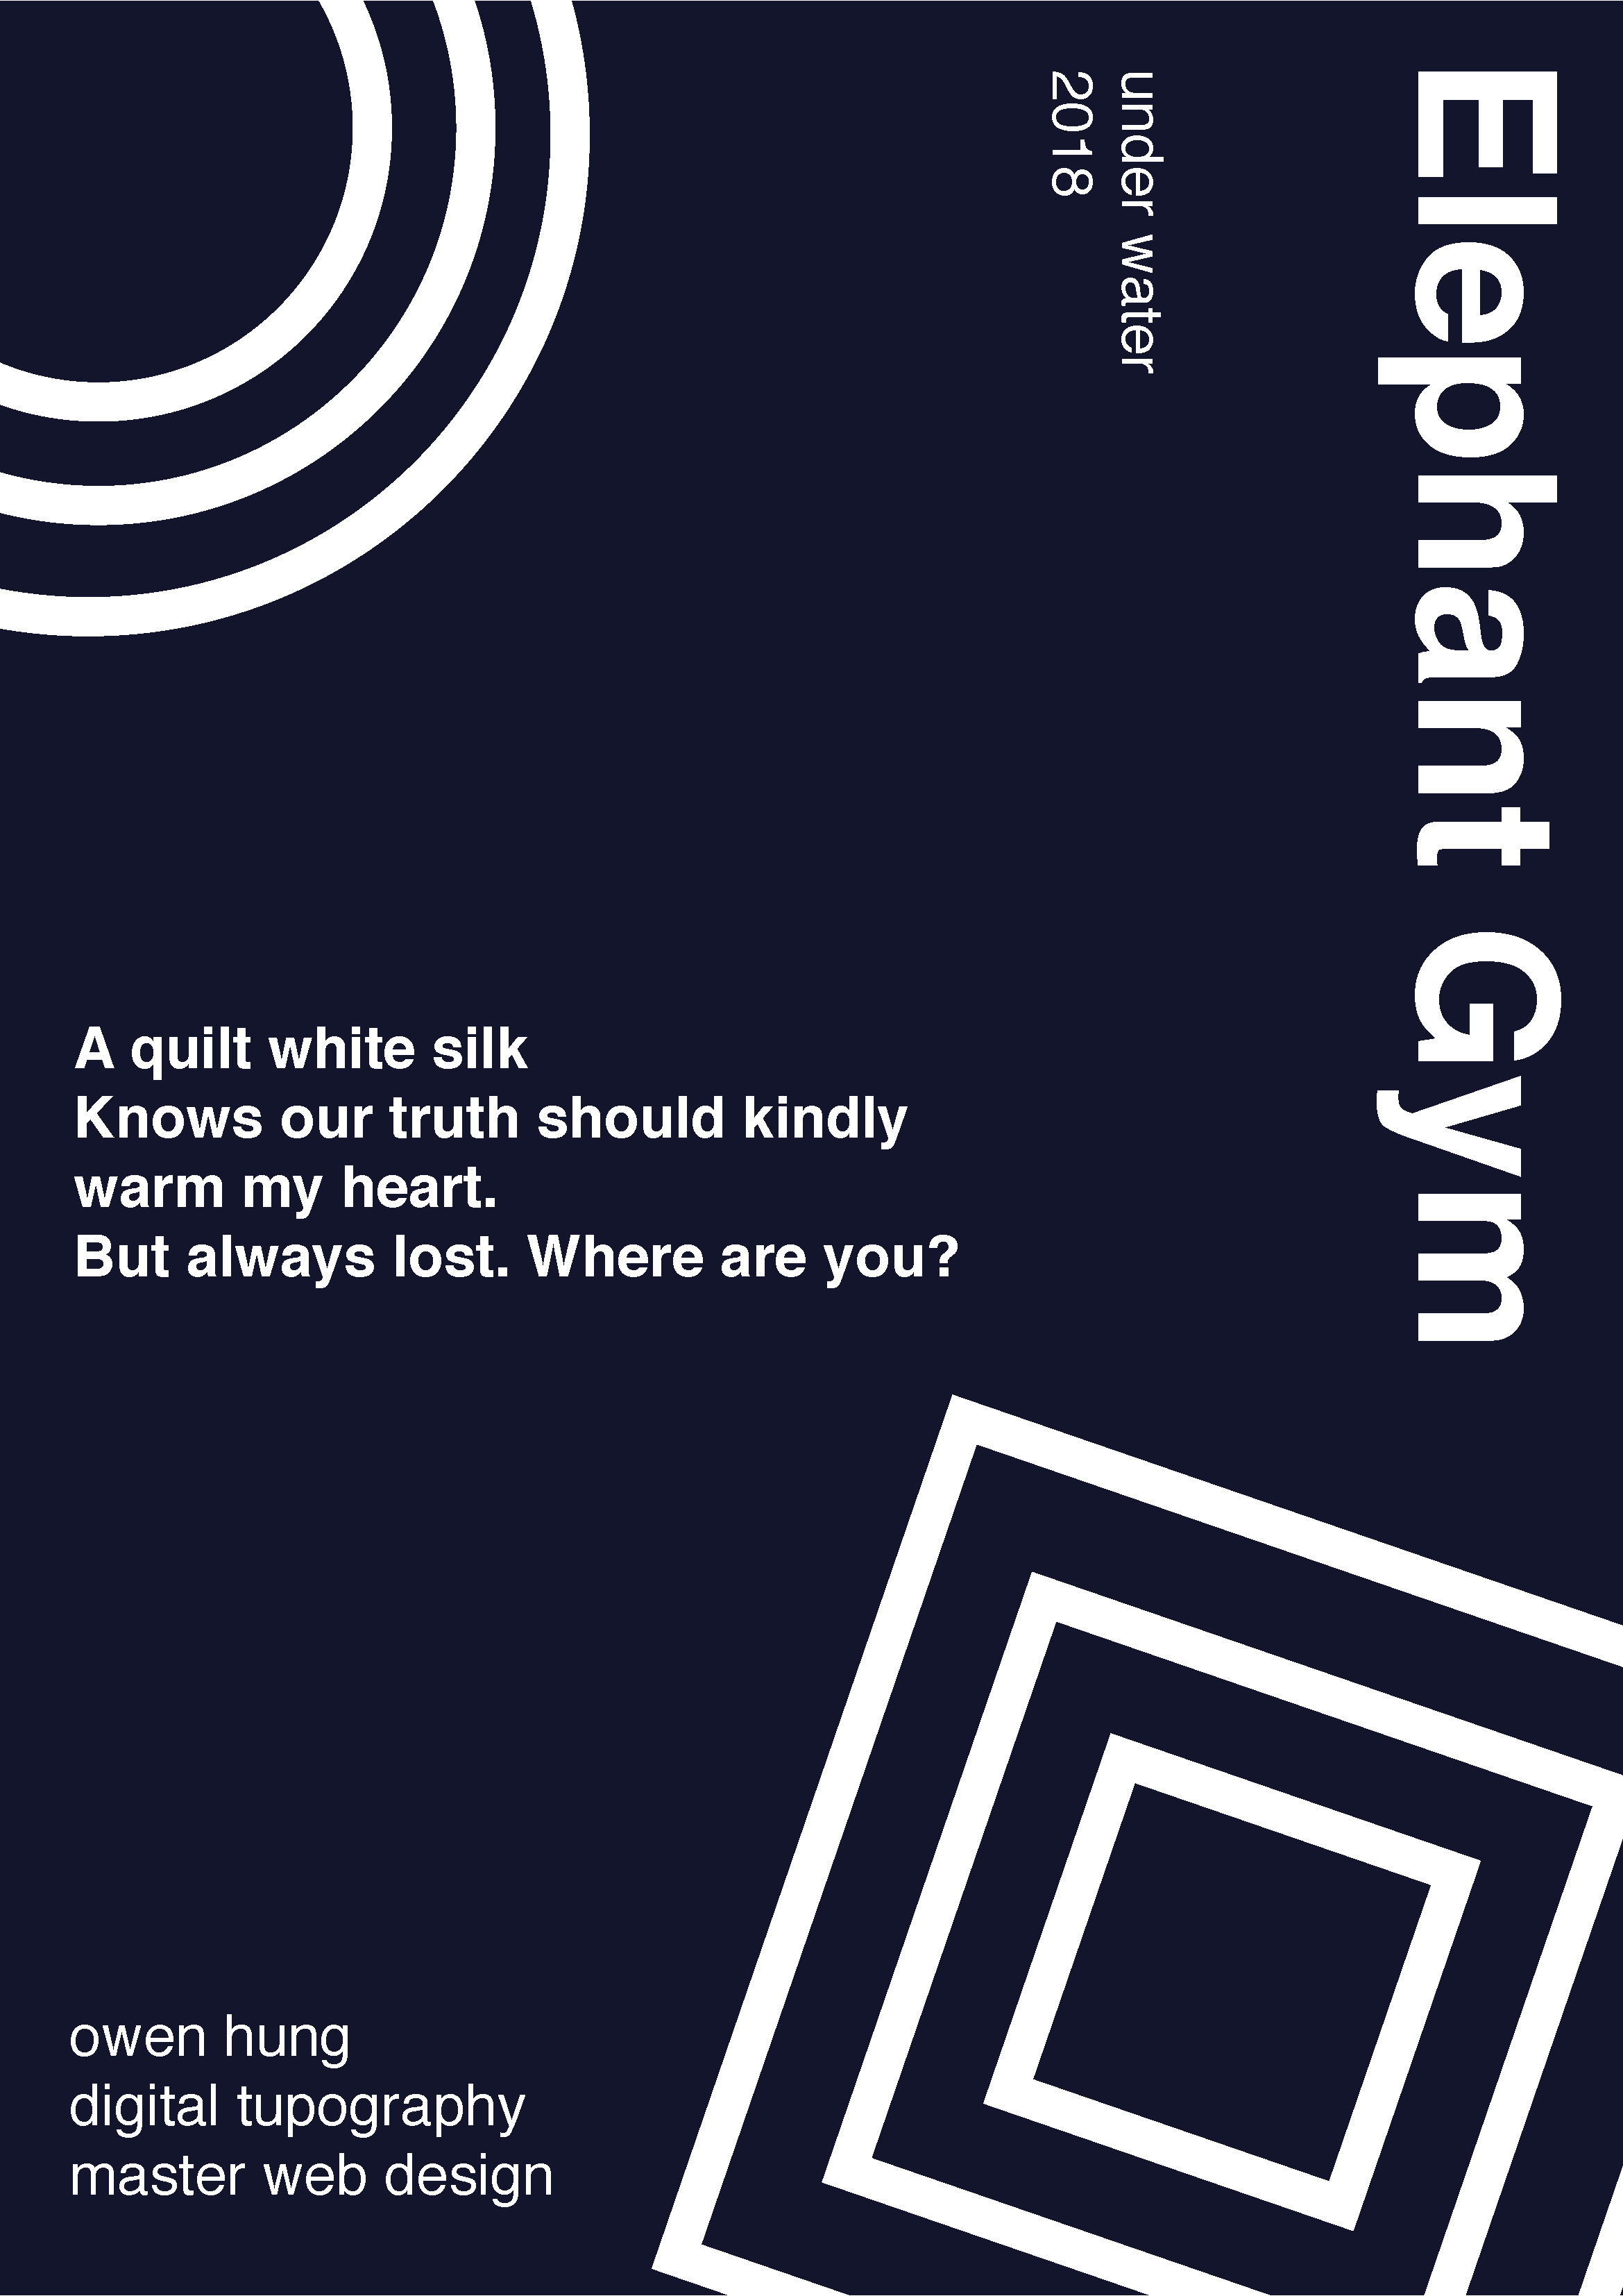 Elephant Gym
under water
2018
A quilt white silk
Knows our truth should kindly
warm my heart.
But always lost. Where are you?
owen hung
digital tupography
master web design